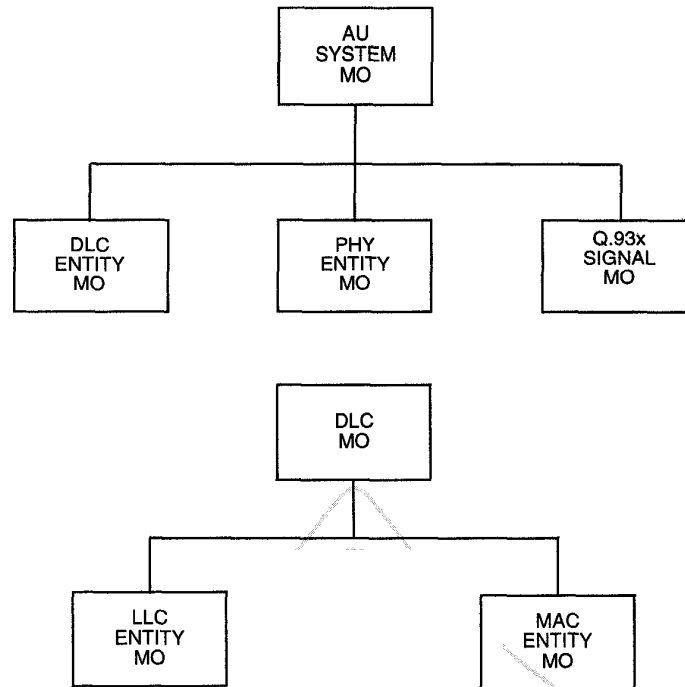 AU
SYSTEM
MO
DLC
ENTITY
MO
PHY
ENTITY
MO
Q.93x
SIGNAL
MO
DLC
MO
LLC
ENTITY
MO
MAC
ENTITY
MO